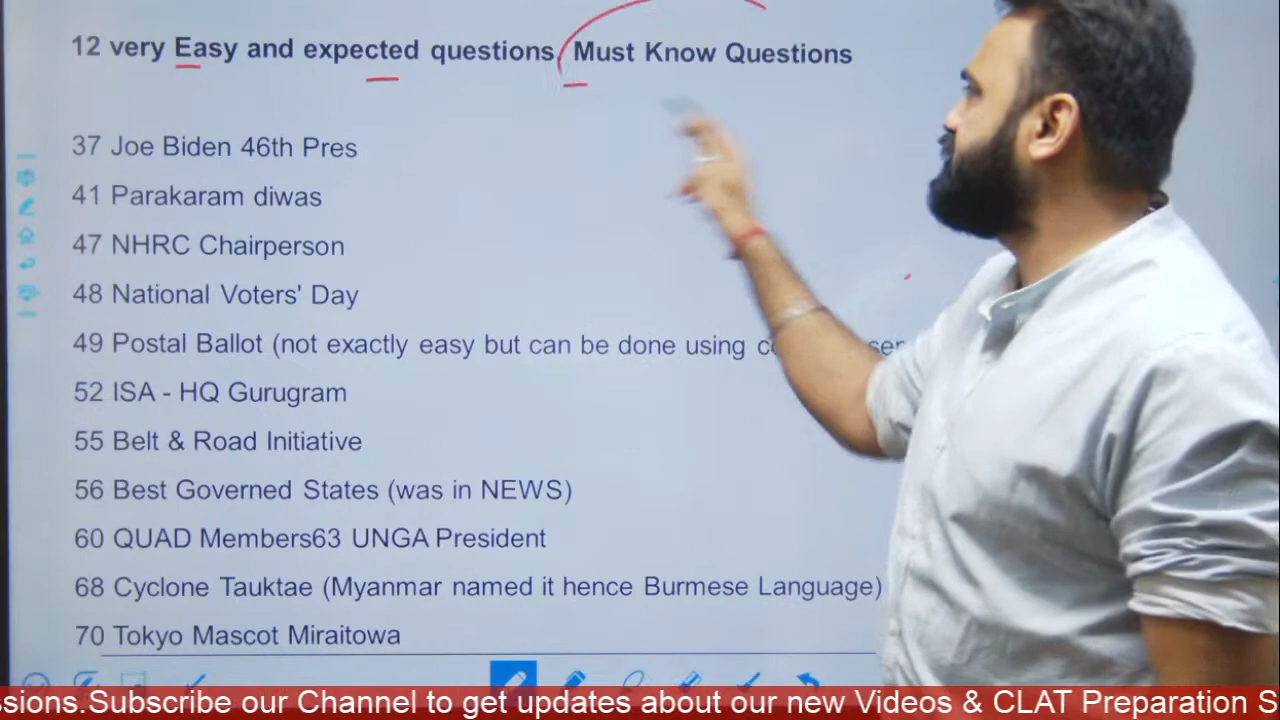 12 very Easy and expected questions, Must Know Questions
37 Joe Biden 46th Pres
41 Parakaram diwas
47 NHRC Chairperson
48 National Voters' Day
49 Postal Ballot (not exactly easy but can be done using
52 ISA - HQ Gurugram
55 Belt & Road Initiative
56 Best Governed States (was in NEWS)
60 QUAD Members63 UNGA President
68 Cyclone Tauktae (Myanmar named it hence Burmese Language)
70 Tokyo Mascot Miraitowa
Subscribe our Channel to get updates about our new Videos & CLAT Preparation